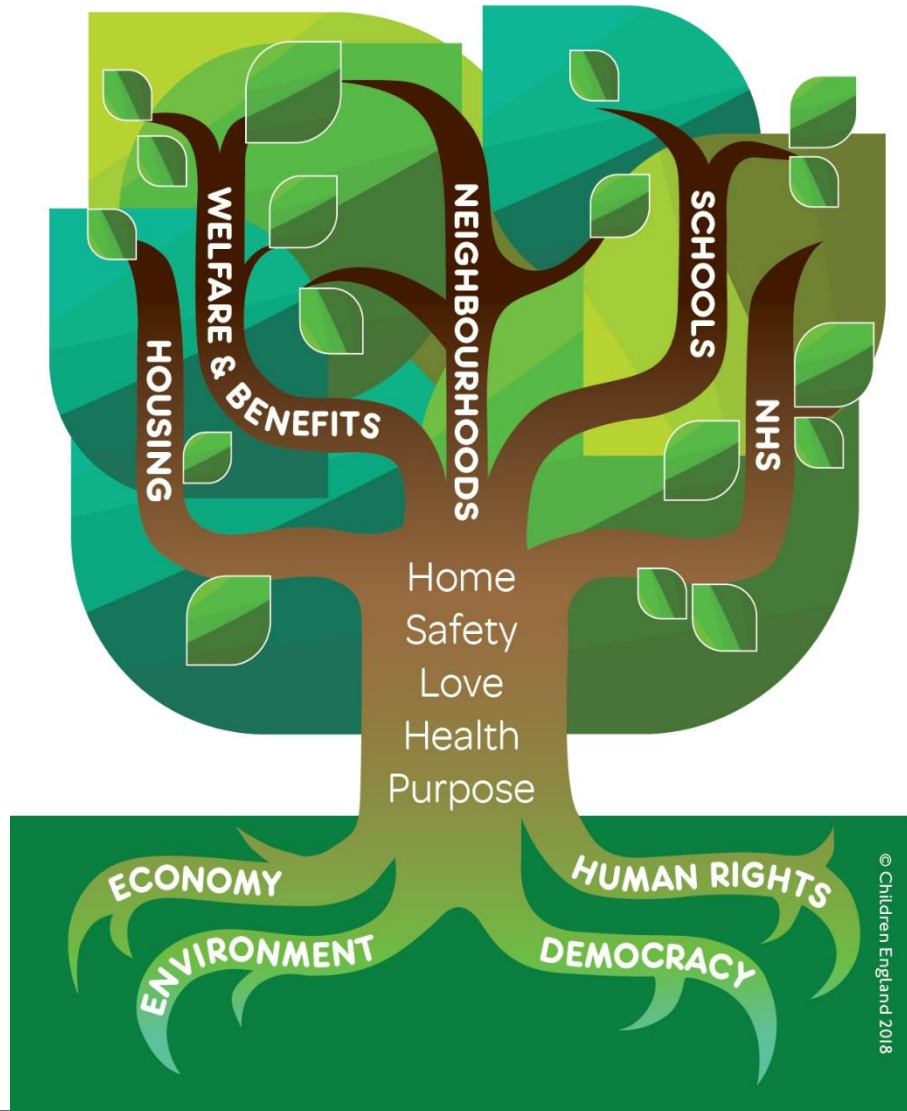 HOUSING
WELFARE & BENEFITS
NEIGHBOURHOODS
SCHOOLS
NHS
Home
Safety
Love
Health
Purpose
ECONOMY
ENVIRONMENT
HUMAN RIGHTS
DEMOCRACY
© Children England 2018